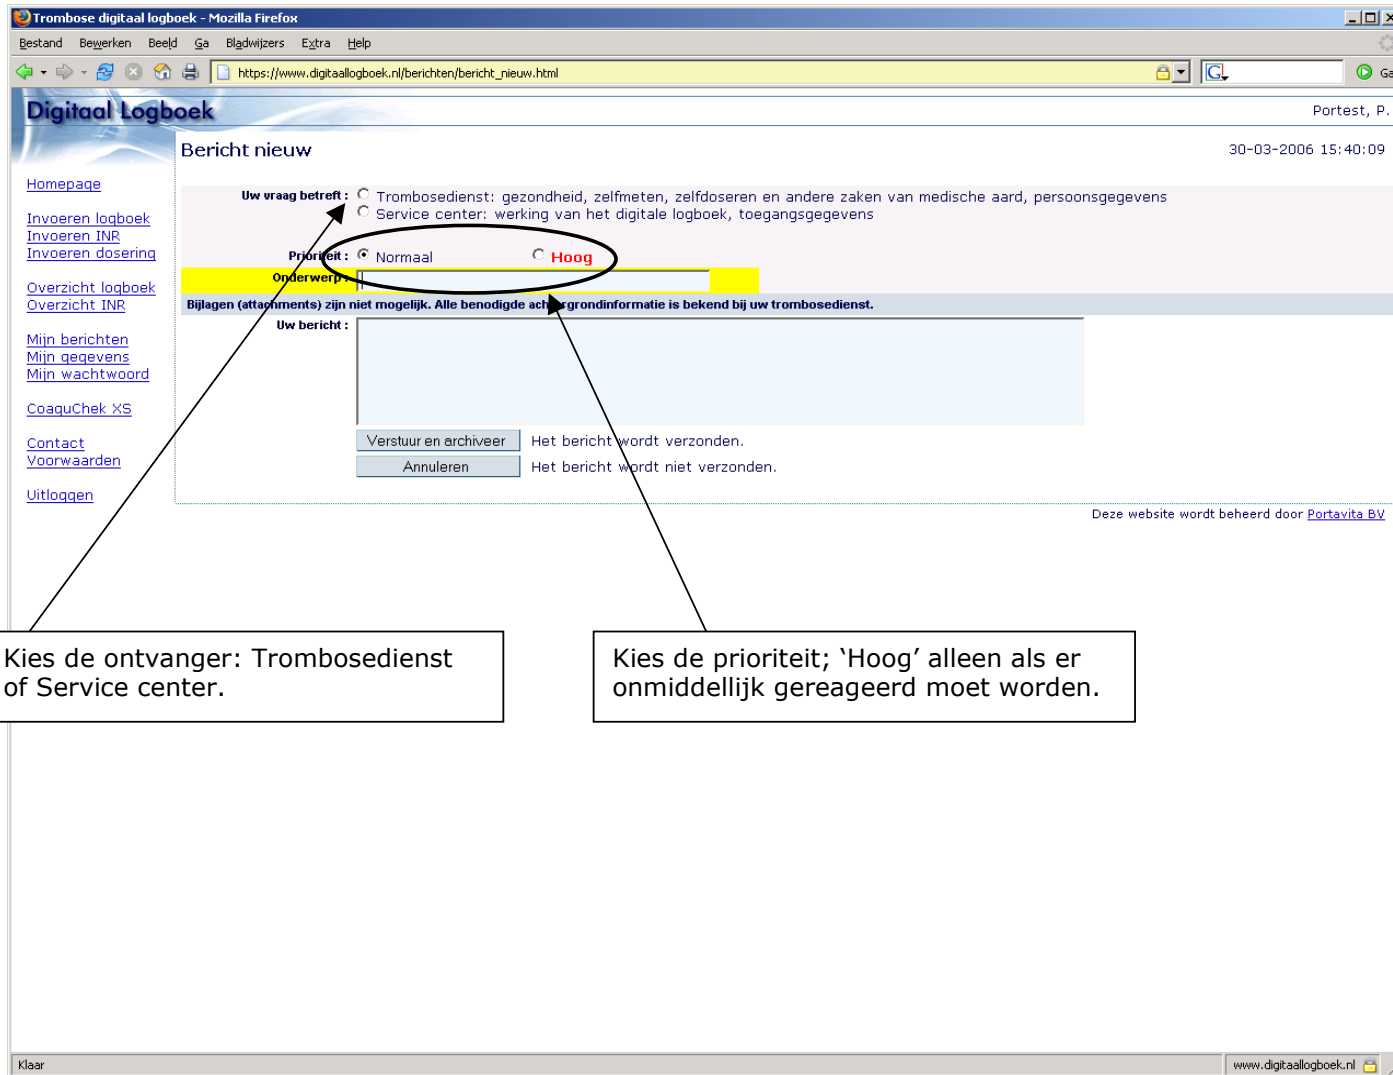 Trombose digitaal logboek - Mozilla Firefox
Bestand Bewerken Beeld Ga Bladwijzers Extra Help
https://www.digitaallogboek.nl/berichten/bericht_nieuw.html
G
Ga
Digitaal Logboek
Portest, P.
Bericht nieuw
30-03-2006 15:40:09
Homepage
Invoeren logboek
Invoeren INR
Invoeren dosering
Overzicht logboek
Overzicht INR
Mijn berichten
Mijn gegevens
Mijn wachtwoord
CoaguChek XS
Contact
Voorwaarden
Uitloggen
Uw vraag betreft : Trombosedienst: gezondheid, zelfmeten, zelfdoseren en andere zaken van medische aard, persoonsgegevens
Service center: werking van het digitale logboek, toegangsgegevens
Prioriteit : Normaal Hoog
Onderwerp :
Bijlagen (attachments) zijn niet mogelijk. Alle benodigde achtergrondinformatie is bekend bij uw trombosedienst.
Uw bericht :
Verstuur en archiveer Het bericht wordt verzonden.
Annuleren Het bericht wordt niet verzonden.
Deze website wordt beheerd door Portavita BV
Kies de ontvanger: Trombosedienst
of Service center.
Kies de prioriteit; ‘Hoog’ alleen als er
onmiddellijk gereageerd moet worden.
Klaar
www.digitaallogboek.nl